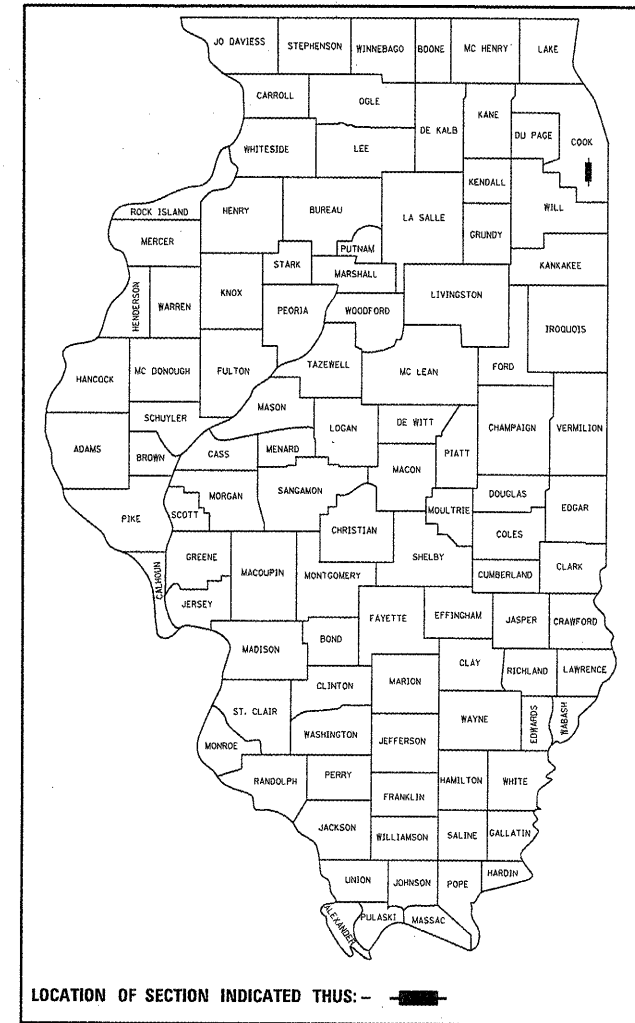 JO DAVIESS STEPHENSON WINNEBAGO BOONE MC HENRY LAKE
CARROLL OGLE DE KALB KANE DU PAGE COOK
WHITESIDE LEE KENDALL WILL
ROCK ISLAND HENRY BUREAU LA SALLE GRUNDY
MERCER PUTNAM KANKAKEE
STARK MARSHALL
HENDERSON WARREN KNOX PEORIA WOODFORD LIVINGSTON IROQUOIS
HANCOCK MC DONOUGH FULTON TAZEWELL MC LEAN FORD
SCHUYLER MASON LOGAN DE WITT CHAMPAIGN VERMILION
ADAMS BROWN CASS MENARD MACON PIATT
MORGAN SANGAMON DOUGLAS
PIKE SCOTT CHRISTIAN MOULTRIE COLES EDGAR
GREENE MACOUPIN MONTGOMERY SHELBY CUMBERLAND CLARK
CALHOUN JERSEY FAYETTE EFFINGHAM JASPER CRAWFORD
MADISON BOND CLAY RICHLAND LAWRENCE
CLINTON MARION
ST. CLAIR WASHINGTON JEFFERSON WAYNE EDWARDS WABASH
MONROE
RANDOLPH PERRY FRANKLIN HAMILTON WHITE
JACKSON WILLIAMSON SALINE GALLATIN
UNION JOHNSON POPE HARDIN
ALEXANDER PULASKI MASSAC
LOCATION OF SECTION INDICATED THUS: -